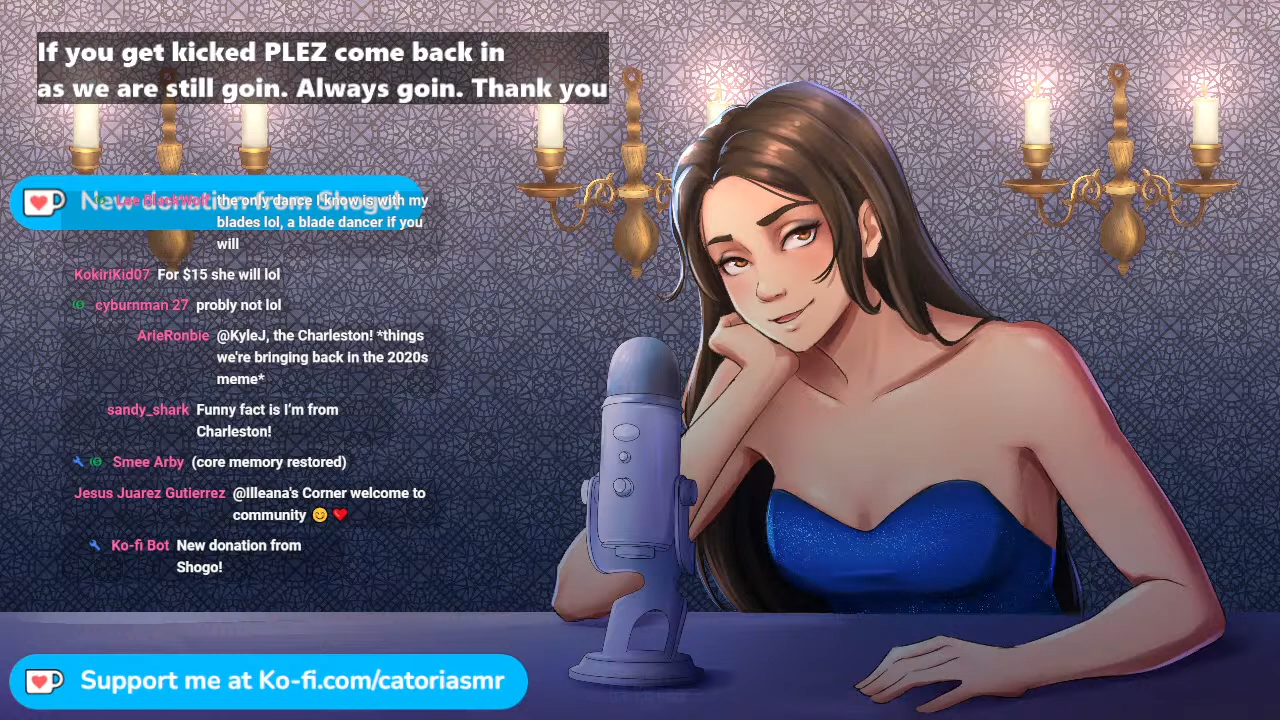 If you get kicked PLEZ come back in
as we are still goin. Always goin. Thank you
New donation from Shogo!
the only dance I know is with my
blades lol, a blade dancer if you
will
KokiriKid07 For $15 she will lol
cyburnman 27 probly not lol
ArieRonbie @KyleJ, the Charleston! *things
we're bringing back in the 2020s
meme*
sandy_shark Funny fact is I'm from
Charleston!
Smee Arby (core memory restored)
Jesus Juarez Gutierrez @Illeana's Corner welcome to
community 😊 ❤️
Ko-fi Bot New donation from
Shogo!
Support me at Ko-fi.com/catoriasmr